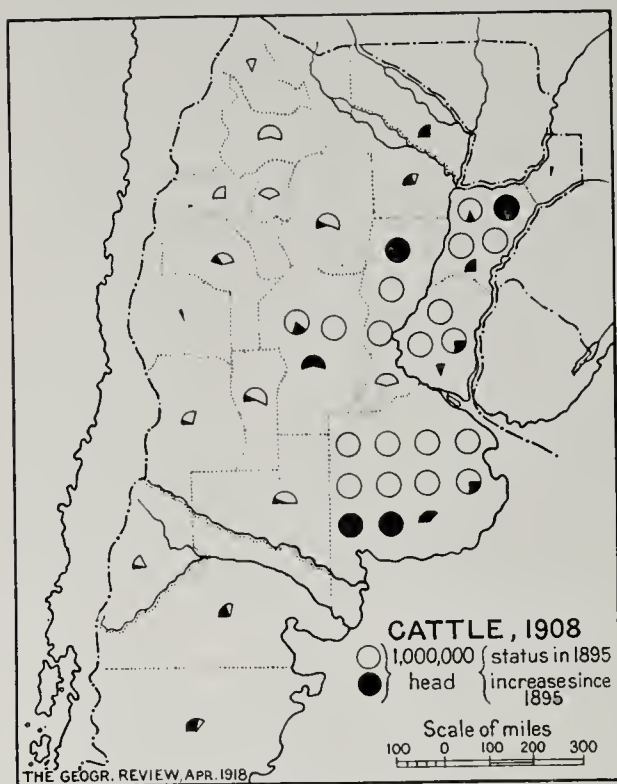 CATTLE, 1908
1,000,000 status in 1895
head increase since
1895
Scale of miles
100 0 100 200 300
THE GEOGR. REVIEW, APR. 1918